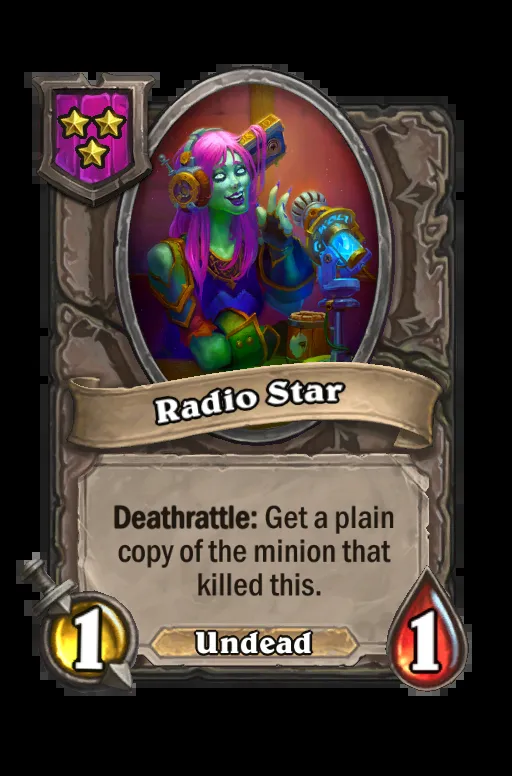 Radio Star
Deathrattle: Get a plain
copy of the minion that
killed this.
1
Undead
1